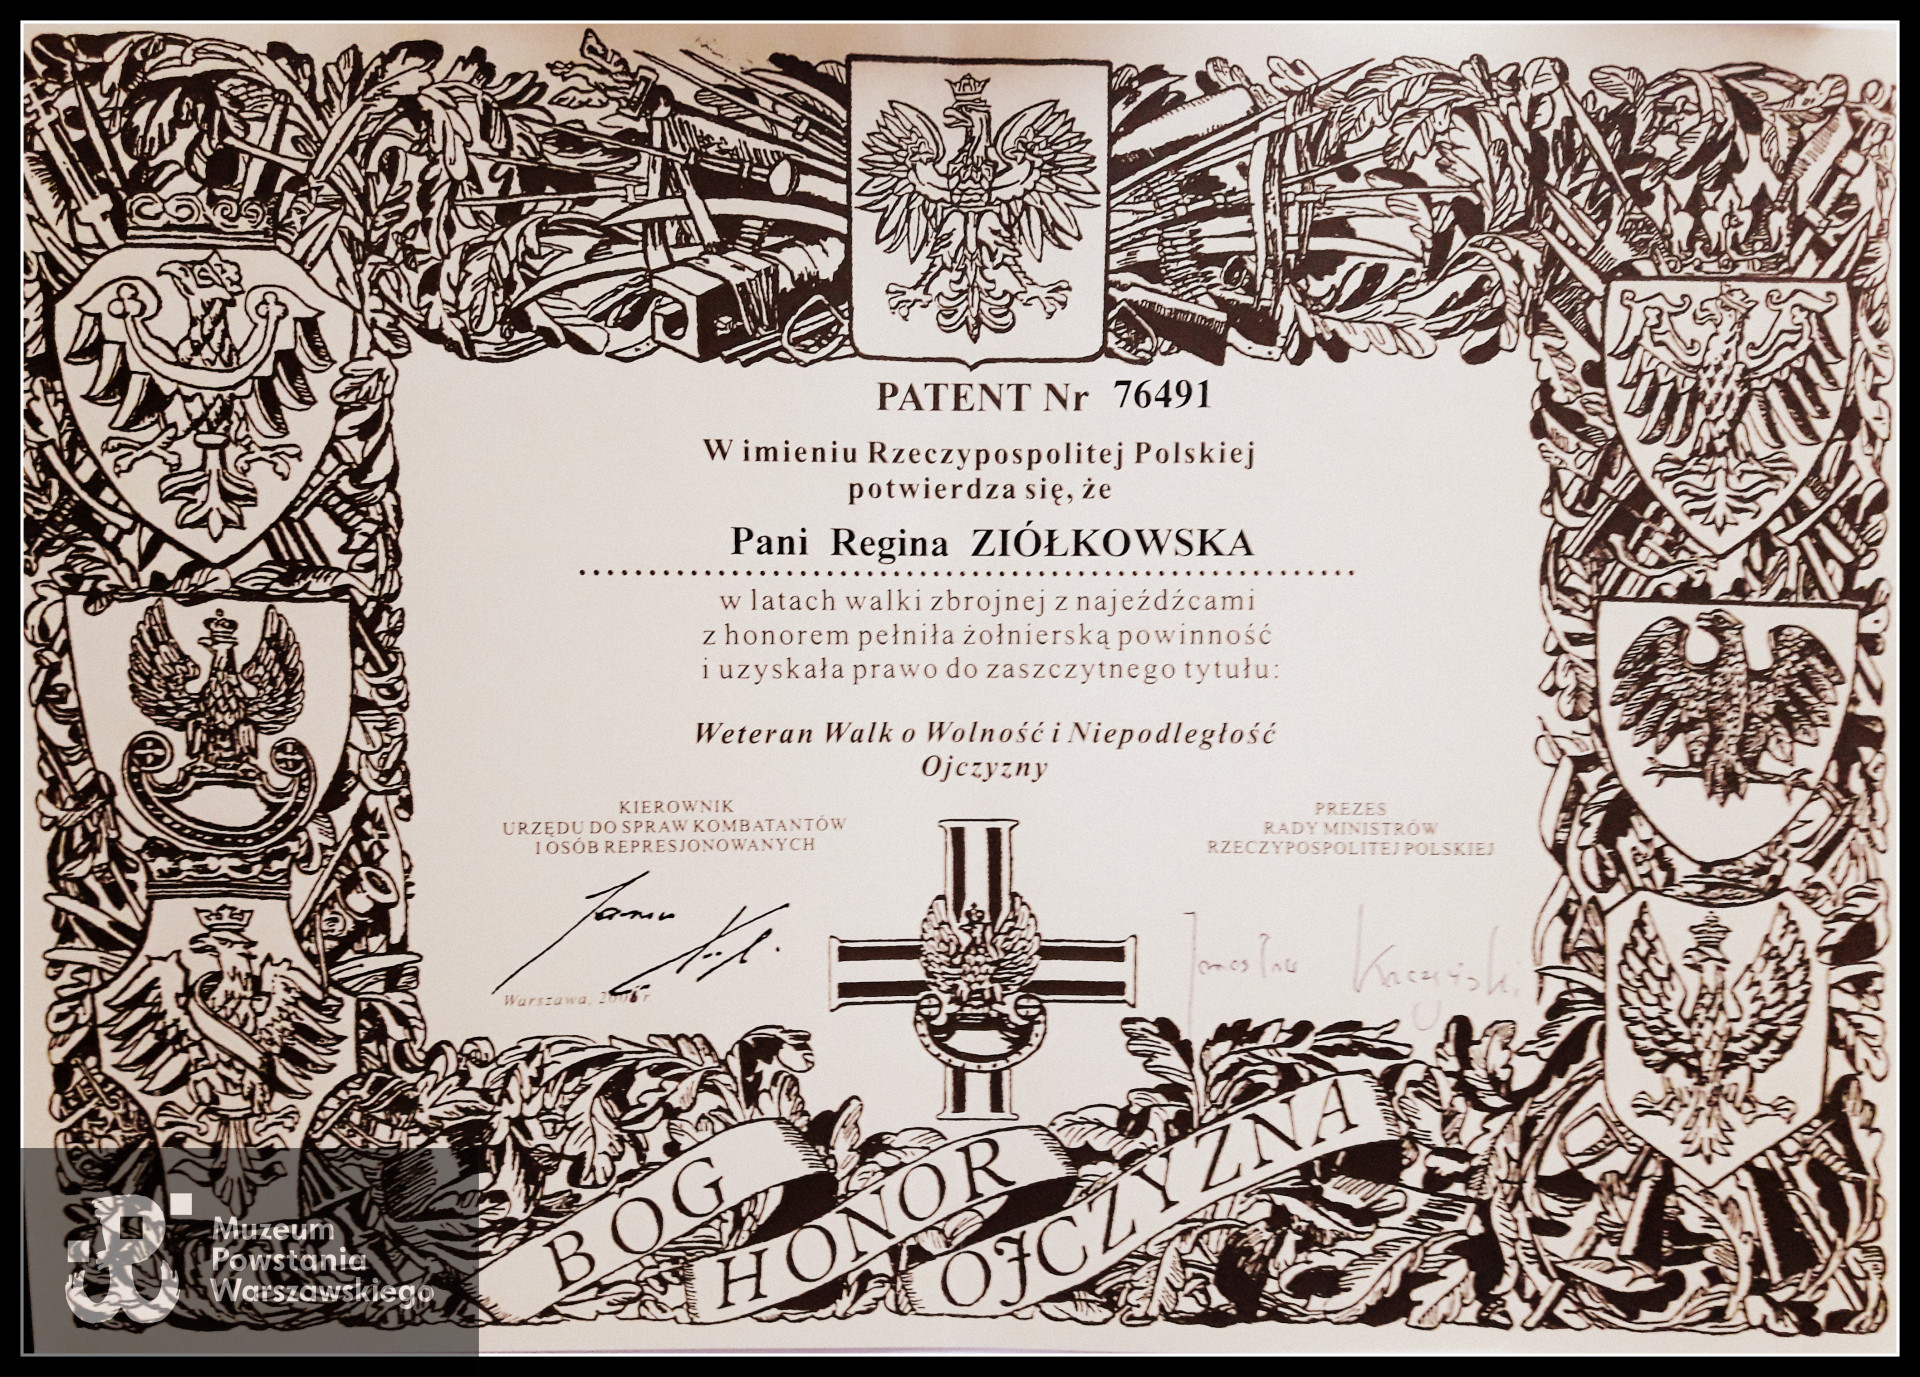 PATENT Nr 76491
W imieniu Rzeczypospolitej Polskiej
potwierdza się, że
Pani Regina ZIÓŁKOWSKA
w latach walki zbrojnej z najeźdźcami
z honorem pełniła żołnierską powinność
i uzyskała prawo do zaszczytnego tytułu:
Weteran Walk o Wolność i Niepodległość
Ojczyzny
KIEROWNIK
URZĘDU DO SPRAW KOMBATANTÓW
I OSÓB REPRESJONOWANYCH
PREZES
RADY MINISTRÓW
RZECZYPOSPOLITEJ POLSKIEJ
Jarosław
Warszawa,
BÓG
HONOR
OJCZYZNA
Muzeum
Powstania
Warszawskiego